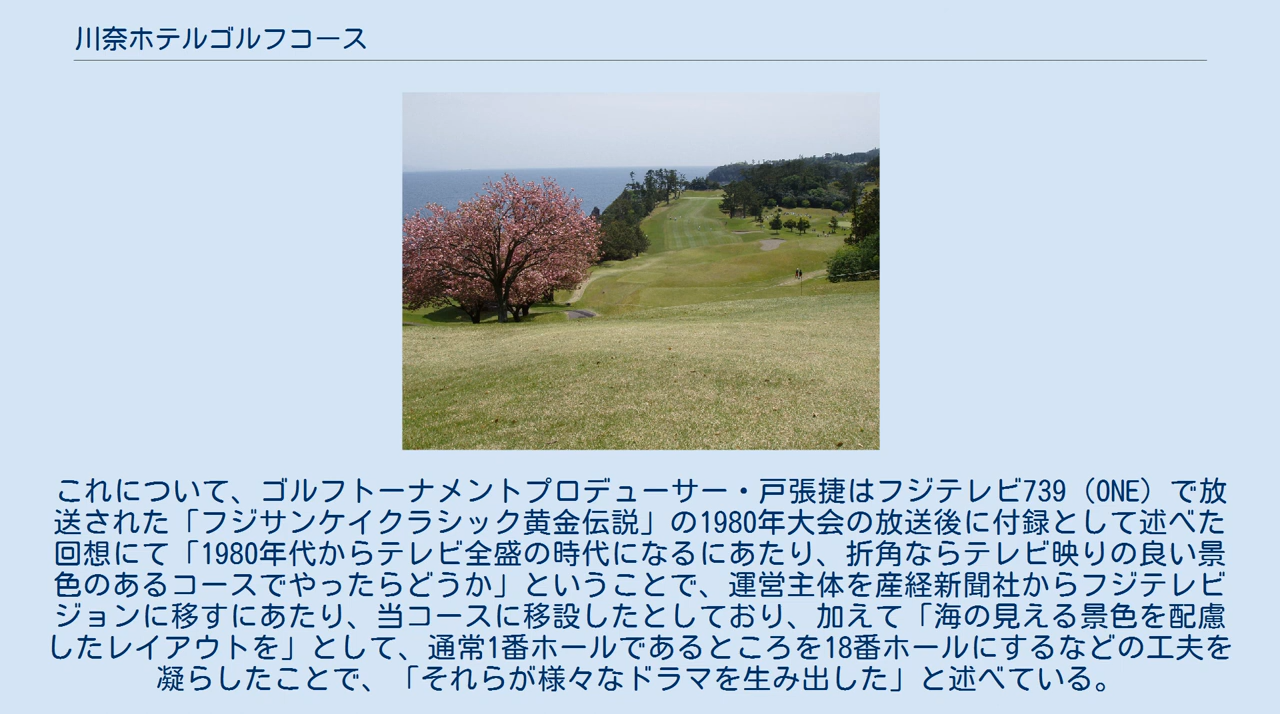 川奈ホテルゴルフコース
これについて、ゴルフトーナメントプロデューサー・戸張捷はフジテレビ739（ONE）で放
送された「フジサンケイクラシック黄金伝説」の1980年大会の放送後に付録として述べた
回想にて「1980年代からテレビ全盛の時代になるにあたり、折角ならテレビ映りの良い景
色のあるコースでやったらどうか」ということで、運営主体を産経新聞社からフジテレビ
ジョンに移すにあたり、当コースに移設したとしており、加えて「海の見える景色を配慮
したレイアウトを」として、通常1番ホールであるところを18番ホールにするなどの工夫を
凝らしたことで、「それらが様々なドラマを生み出した」と述べている。